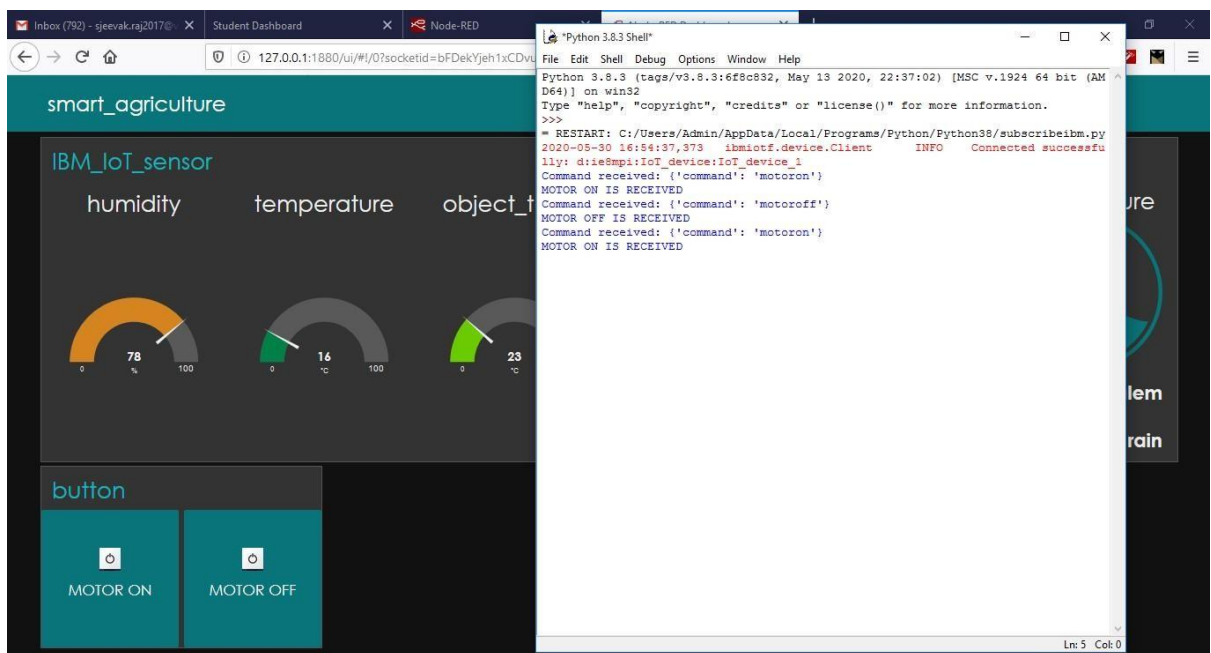 Inbox (792) - sjeevak.raj2017@v
Student Dashboard
Node-RED
127.0.0.1:1880/ui/#!/0?socketid=bFDekYjeh1xCDvu
smart_agriculture
IBM_IoT_sensor
humidity
temperature
object_t
78
0 % 100
16
0 °C 100
23
0 °C
button
MOTOR ON
MOTOR OFF
*Python 3.8.3 Shell*
File Edit Shell Debug Options Window Help
Python 3.8.3 (tags/v3.8.3:6f8c832, May 13 2020, 22:37:02) [MSC v.1924 64 bit (AM
D64)] on win32
Type "help", "copyright", "credits" or "license()" for more information.
>>>
= RESTART: C:/Users/Admin/AppData/Local/Programs/Python/Python38/subscribeibm.py
2020-05-30 16:54:37,373 ibmiotf.device.Client INFO Connected successfu
lly: d:ie8mpi:IoT_device:IoT_device_1
Command received: {'command': 'motoron'}
MOTOR ON IS RECEIVED
Command received: {'command': 'motoroff'}
MOTOR OFF IS RECEIVED
Command received: {'command': 'motoron'}
MOTOR ON IS RECEIVED
Ln: 5 Col: 0
ure
lem
rain